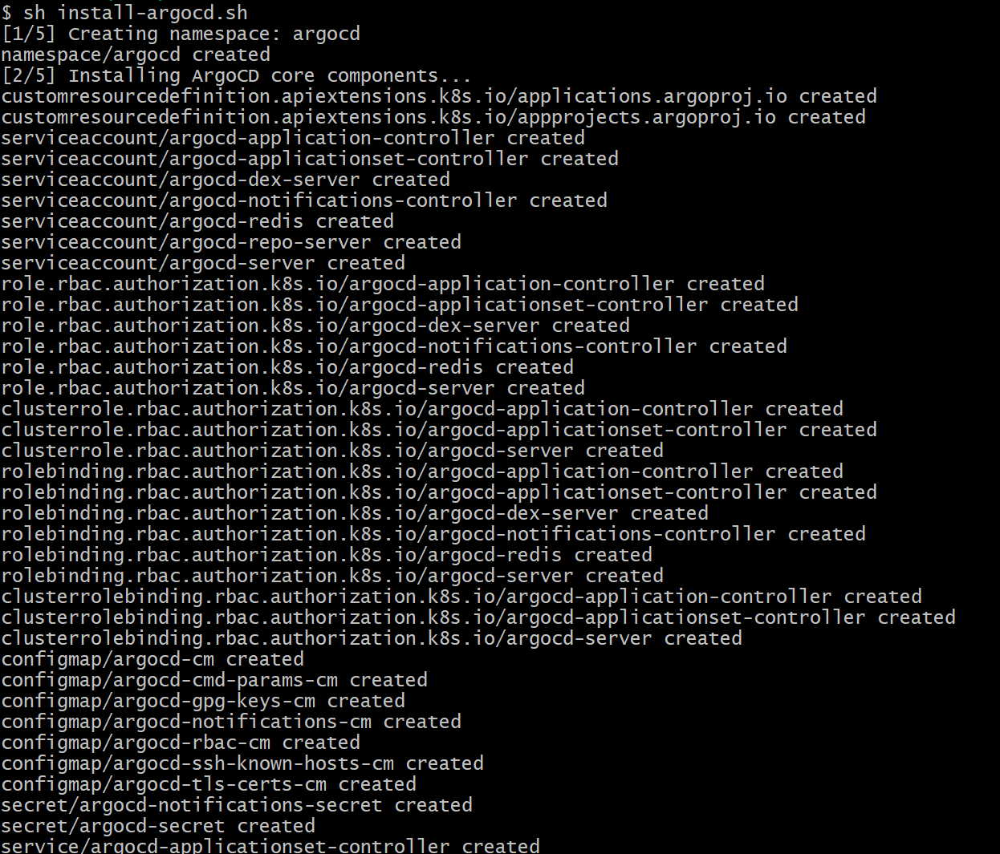 $ sh install-argocd.sh
[1/5] Creating namespace: argocd
namespace/argocd created
[2/5] Installing ArgoCD core components...
customresourcedefinition.apiextensions.k8s.io/applications.argoproj.io created
customresourcedefinition.apiextensions.k8s.io/appprojects.argoproj.io created
serviceaccount/argocd-application-controller created
serviceaccount/argocd-applicationset-controller created
serviceaccount/argocd-dex-server created
serviceaccount/argocd-notifications-controller created
serviceaccount/argocd-redis created
serviceaccount/argocd-repo-server created
serviceaccount/argocd-server created
role.rbac.authorization.k8s.io/argocd-application-controller created
role.rbac.authorization.k8s.io/argocd-applicationset-controller created
role.rbac.authorization.k8s.io/argocd-dex-server created
role.rbac.authorization.k8s.io/argocd-notifications-controller created
role.rbac.authorization.k8s.io/argocd-redis created
role.rbac.authorization.k8s.io/argocd-server created
clusterrole.rbac.authorization.k8s.io/argocd-application-controller created
clusterrole.rbac.authorization.k8s.io/argocd-applicationset-controller created
clusterrole.rbac.authorization.k8s.io/argocd-server created
rolebinding.rbac.authorization.k8s.io/argocd-application-controller created
rolebinding.rbac.authorization.k8s.io/argocd-applicationset-controller created
rolebinding.rbac.authorization.k8s.io/argocd-dex-server created
rolebinding.rbac.authorization.k8s.io/argocd-notifications-controller created
rolebinding.rbac.authorization.k8s.io/argocd-redis created
rolebinding.rbac.authorization.k8s.io/argocd-server created
clusterrolebinding.rbac.authorization.k8s.io/argocd-application-controller created
clusterrolebinding.rbac.authorization.k8s.io/argocd-applicationset-controller created
clusterrolebinding.rbac.authorization.k8s.io/argocd-server created
configmap/argocd-cm created
configmap/argocd-cmd-params-cm created
configmap/argocd-gpg-keys-cm created
configmap/argocd-notifications-cm created
configmap/argocd-rbac-cm created
configmap/argocd-ssh-known-hosts-cm created
configmap/argocd-tls-certs-cm created
secret/argocd-notifications-secret created
secret/argocd-secret created
service/argocd-applicationset-controller created